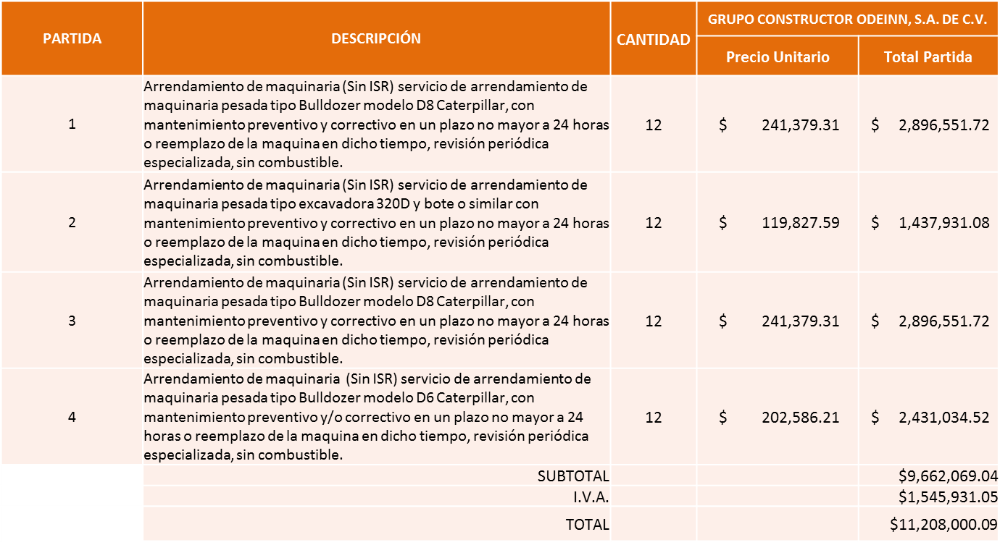 PARTIDA
DESCRIPCIÓN
CANTIDAD
GRUPO CONSTRUCTOR ODEINN, S.A. DE C.V.
Precio Unitario
Total Partida
1
Arrendamiento de maquinaria (Sin ISR) servicio de arrendamiento de
maquinaria pesada tipo Bulldozer modelo D8 Caterpillar, con
mantenimiento preventivo y correctivo en un plazo no mayor a 24 horas
o reemplazo de la maquina en dicho tiempo, revisión periódica
especializada, sin combustible.
12
$ 241,379.31
$ 2,896,551.72
2
Arrendamiento de maquinaria (Sin ISR) servicio de arrendamiento de
maquinaria pesada tipo excavadora 320D y bote o similar con
mantenimiento preventivo y correctivo en un plazo no mayor a 24 horas
o reemplazo de la maquina en dicho tiempo, revisión periódica
especializada, sin combustible.
12
$ 119,827.59
$ 1,437,931.08
3
Arrendamiento de maquinaria (Sin ISR) servicio de arrendamiento de
maquinaria pesada tipo Bulldozer modelo D8 Caterpillar, con
mantenimiento preventivo y correctivo en un plazo no mayor a 24 horas
o reemplazo de la maquina en dicho tiempo, revisión periódica
especializada, sin combustible.
12
$ 241,379.31
$ 2,896,551.72
4
Arrendamiento de maquinaria (Sin ISR) servicio de arrendamiento de
maquinaria pesada tipo Bulldozer modelo D6 Caterpillar, con
mantenimiento preventivo y/o correctivo en un plazo no mayor a 24
horas o reemplazo de la maquina en dicho tiempo, revisión periódica
especializada, sin combustible.
12
$ 202,586.21
$ 2,431,034.52
SUBTOTAL
$9,662,069.04
I.V.A.
$1,545,931.05
TOTAL
$11,208,000.09